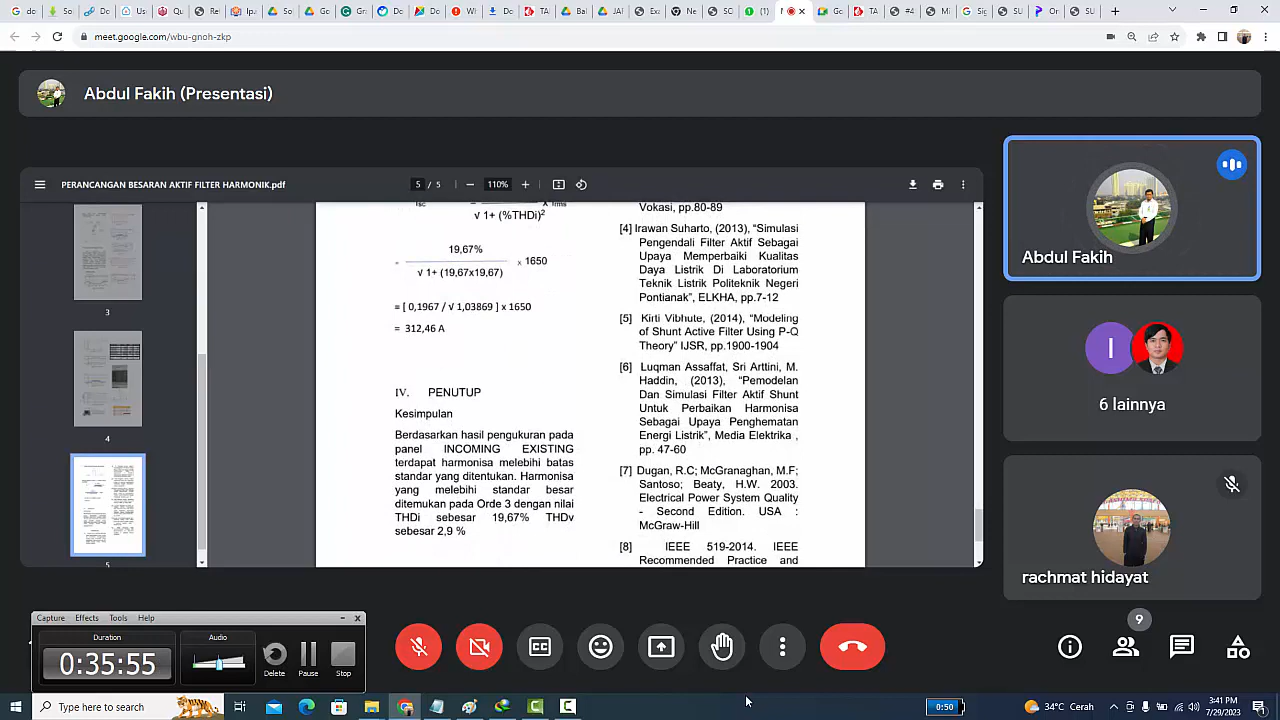 meet.google.com/wbu-gnoh-zkp
Abdul Fakih (Presentasi)
PERANCANGAN BESARAN AKTIF FILTER HARMONIK.pdf
5 / 5
110%
3
4
5
√ 1+ (%THDi)2
19,67%
√ 1+ (19,67x19,67)
x 1650
= [ 0,1967 / √ 1,03869 ] x 1650
= 312,46 A
IV. PENUTUP
Kesimpulan
Berdasarkan hasil pengukuran pada
panel INCOMING EXISTING
terdapat harmonisa melebihi batas
standar yang ditentukan. Harmonisa
yang melebihi standar besar
ditemukan pada Orde 3 dengan nilai
THDi sebesar 19,67% THDv
sebesar 2,9 %
Vokasi, pp.80-89
[4] Irawan Suharto, (2013), “Simulasi
Pengendali Filter Aktif Sebagai
Upaya Memperbaiki Kualitas
Daya Listrik Di Laboratorium
Teknik Listrik Politeknik Negeri
Pontianak”, ELKHA, pp.7-12
[5] Kirti Vibhute, (2014), “Modeling
of Shunt Active Filter Using P-Q
Theory” IJSR, pp.1900-1904
[6] Luqman Assaffat, Sri Arttini, M.
Haddin, (2013), “Pemodelan
Dan Simulasi Filter Aktif Shunt
Untuk Perbaikan Harmonisa
Sebagai Upaya Penghematan
Energi Listrik”, Media Elektrika ,
pp. 47-60
[7] Dugan, R.C; McGranaghan, M.F;
Santoso; Beaty, H.W. 2003.
Electrical Power System Quality
- Second Edition. USA :
McGraw-Hill
[8] IEEE 519-2014. IEEE
Recommended Practice and
Abdul Fakih
I
6 lainnya
rachmat hidayat
9
Capture Effects Tools Help
Duration
0:35:55
Audio
Delete
Pause
Stop
Type here to search
0:50
34°C Cerah
3:41 PM
7/29/2023